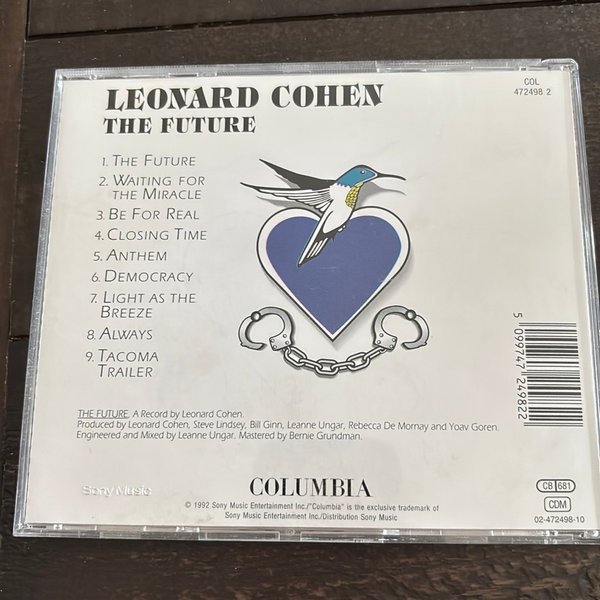 LEONARD COHEN
THE FUTURE
COL
472498 2
1. THE FUTURE
2. WAITING FOR
THE MIRACLE
3. BE FOR REAL
4. CLOSING TIME
5. ANTHEM
6. DEMOCRACY
7. LIGHT AS THE
BREEZE
8. ALWAYS
9. TACOMA
TRAILER
5 099747 249822
THE FUTURE, A Record by Leonard Cohen.
Produced by Leonard Cohen, Steve Lindsey, Bill Ginn, Leanne Ungar, Rebecca De Mornay and Yoav Goren.
Engineered and Mixed by Leanne Ungar. Mastered by Bernie Grundman.
Sony Music
COLUMBIA
© 1992 Sony Music Entertainment Inc./"Columbia" is the exclusive trademark of
Sony Music Entertainment Inc./Distribution Sony Music
CB 681
CDM
02-472498-10